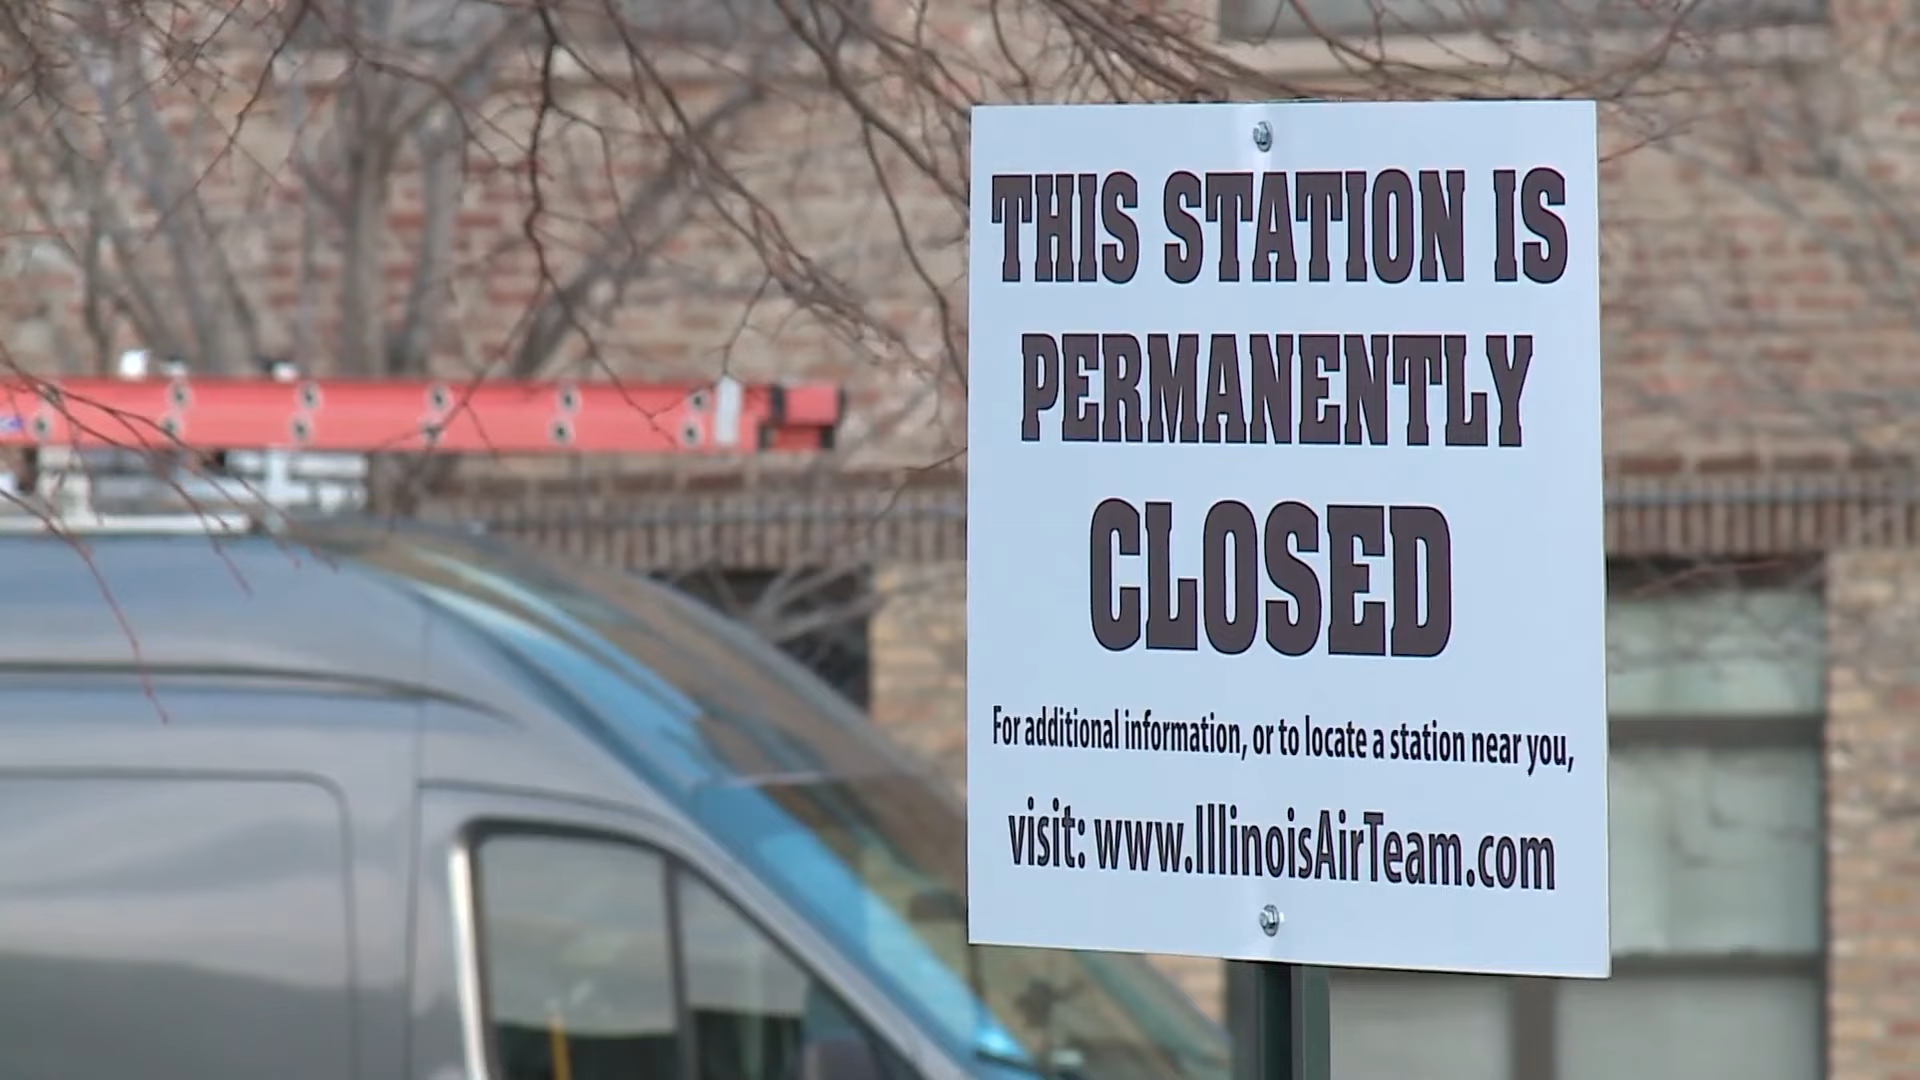 THIS STATION IS
PERMANENTLY
CLOSED
For additional information, or to locate a station near you,
visit: www.IllinoisAirTeam.com